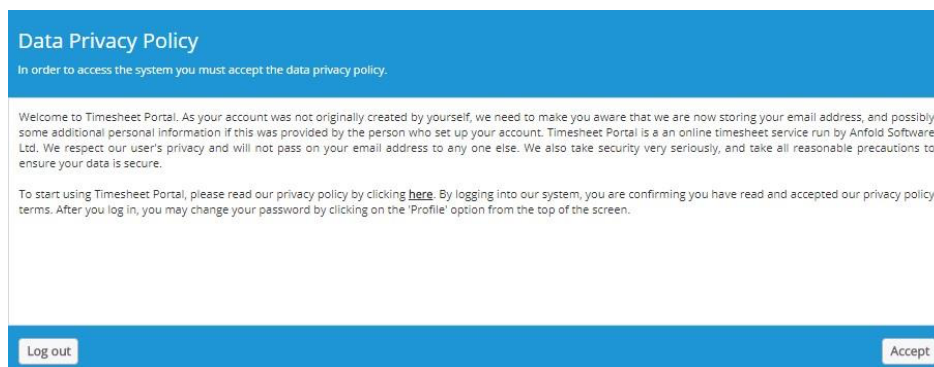 Data Privacy Policy
In order to access the system you must accept the data privacy policy.
Welcome to Timesheet Portal. As your account was not originally created by yourself, we need to make you aware that we are now storing your email address, and possibly
some additional personal information if this was provided by the person who set up your account. Timesheet Portal is a an online timesheet service run by Anfold Software
Ltd. We respect our user's privacy and will not pass on your email address to any one else. We also take security very seriously, and take all reasonable precautions to
ensure your data is secure.
To start using Timesheet Portal, please read our privacy policy by clicking here. By logging into our system, you are confirming you have read and accepted our privacy policy
terms. After you log in, you may change your password by clicking on the 'Profile' option from the top of the screen.
Log out
Accept